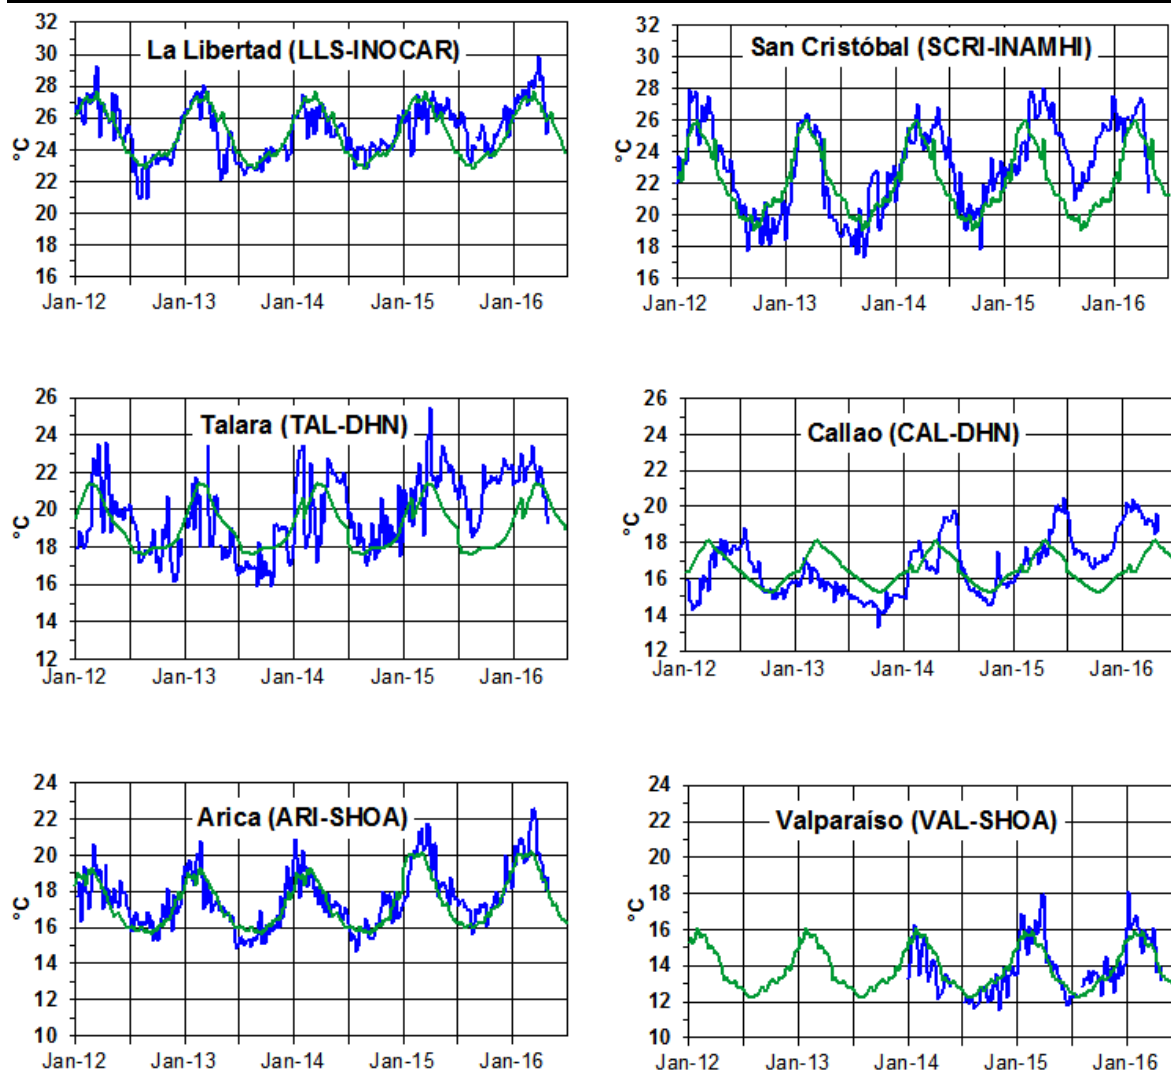 La Libertad (LLS-INOCAR)
°C
32
30
28
26
24
22
20
18
16
Jan-12 Jan-13 Jan-14 Jan-15 Jan-16
San Cristóbal (SCRI-INAMHI)
°C
32
30
28
26
24
22
20
18
16
Jan-12 Jan-13 Jan-14 Jan-15 Jan-16
Talara (TAL-DHN)
°C
26
24
22
20
18
16
14
12
Jan-12 Jan-13 Jan-14 Jan-15 Jan-16
Callao (CAL-DHN)
°C
26
24
22
20
18
16
14
12
Jan-12 Jan-13 Jan-14 Jan-15 Jan-16
Arica (ARI-SHOA)
°C
24
22
20
18
16
14
12
10
Jan-12 Jan-13 Jan-14 Jan-15 Jan-16
Valparaíso (VAL-SHOA)
°C
24
22
20
18
16
14
12
10
Jan-12 Jan-13 Jan-14 Jan-15 Jan-16